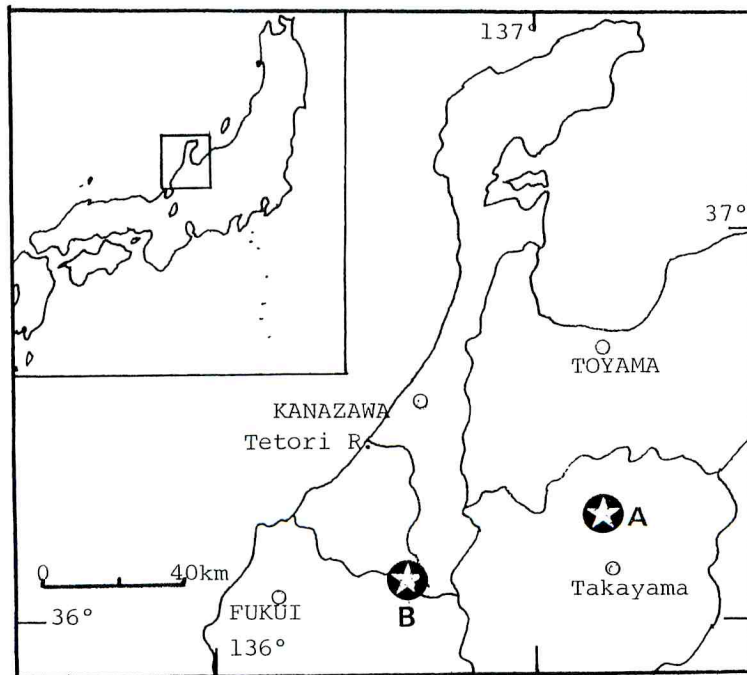 137°
37°
TOYAMA
KANAZAWA
Tetori R.
A
0 40km
Takayama
FUKUI
B
36°
136°